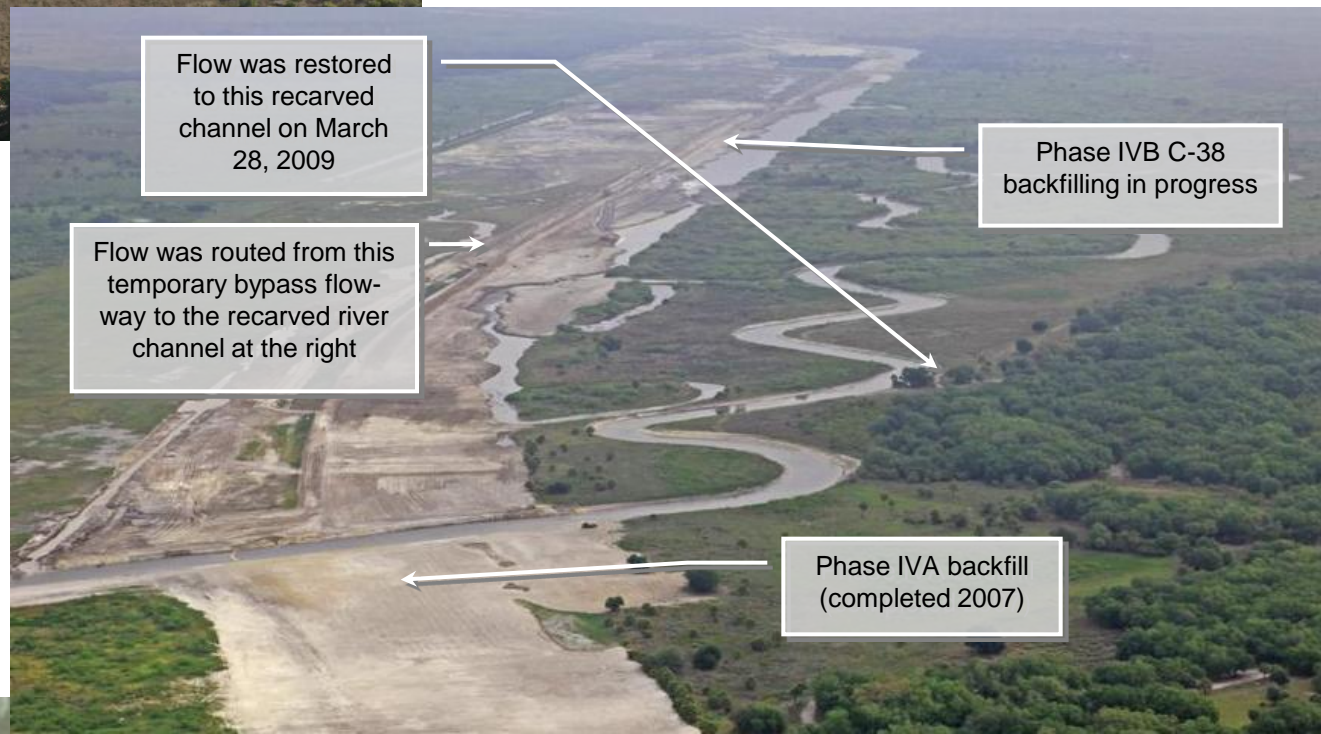 Flow was restored
to this recarved
channel on March
28, 2009
Flow was routed from this
temporary bypass flow-
way to the recarved river
channel at the right
Phase IVB C-38
backfilling in progress
Phase IVA backfill
(completed 2007)